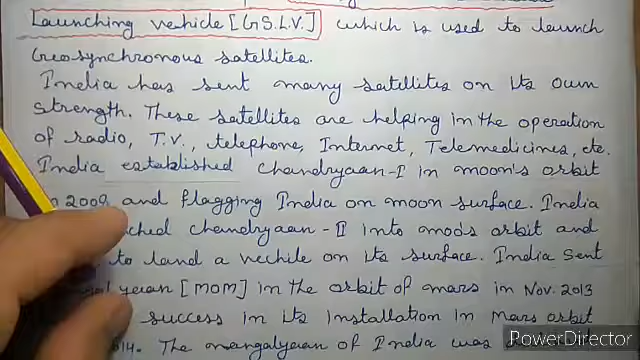 Launching vehicle [G.S.L.V.] which is used to launch
Geosynchronous satellites.
India has sent many satellites on its own
strength. These satellites are helping in the operation
of radio, T.V., telephone, Internet, Telemedicines, etc.
India established Chandryaan-I in moon's orbit
2008 and flagging India on moon surface. India
ched chandryaan-II into mods orbit and
to land a vechile on its surface. India sent
yaan [MOM] in the orbit of mars in Nov. 2013
success in its installation in Mars orbit
The mangalyaan of India was
POWERDIRECTOR